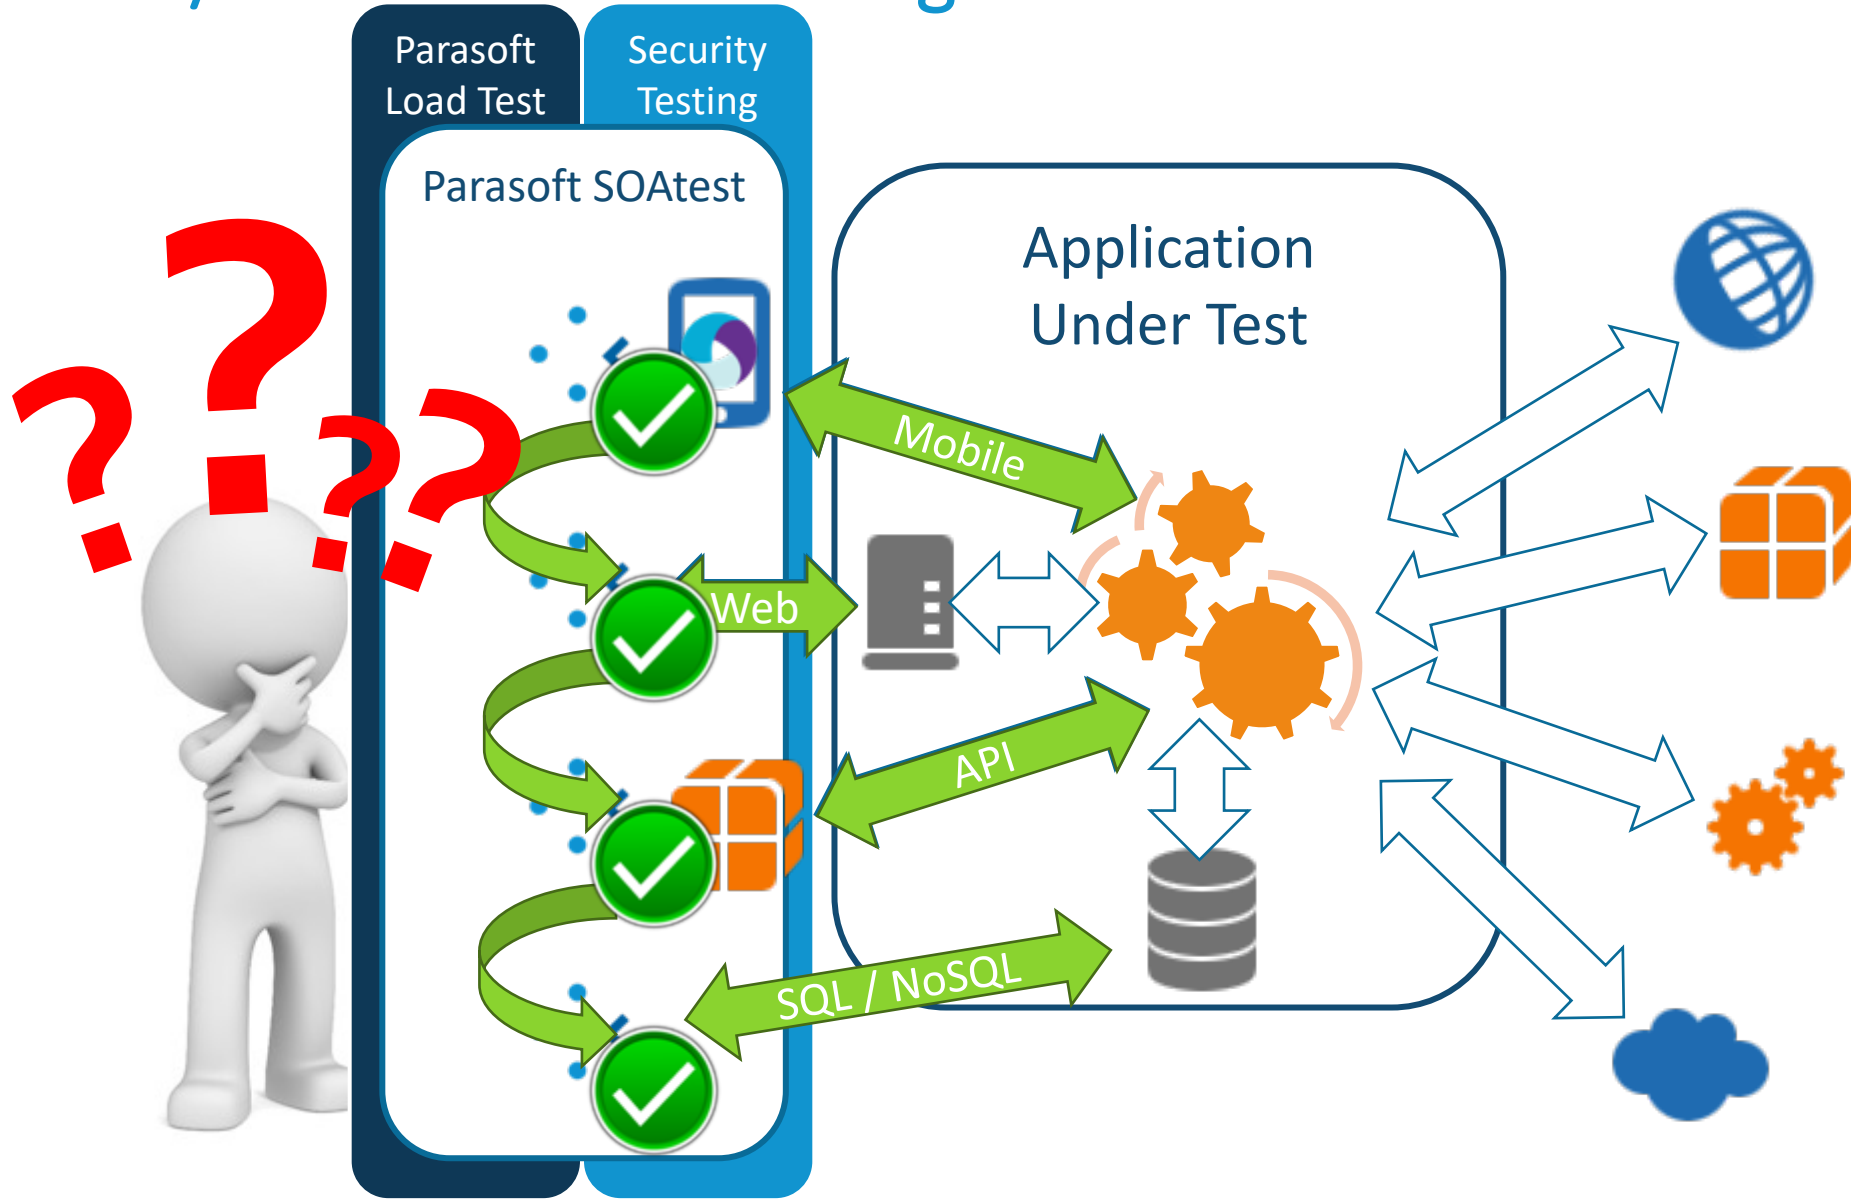 Parasoft
Load Test
Security
Testing
Parasoft SOAtest
Application
Under Test
? ? ? ?
Mobile
Web
API
SQL / NoSQL